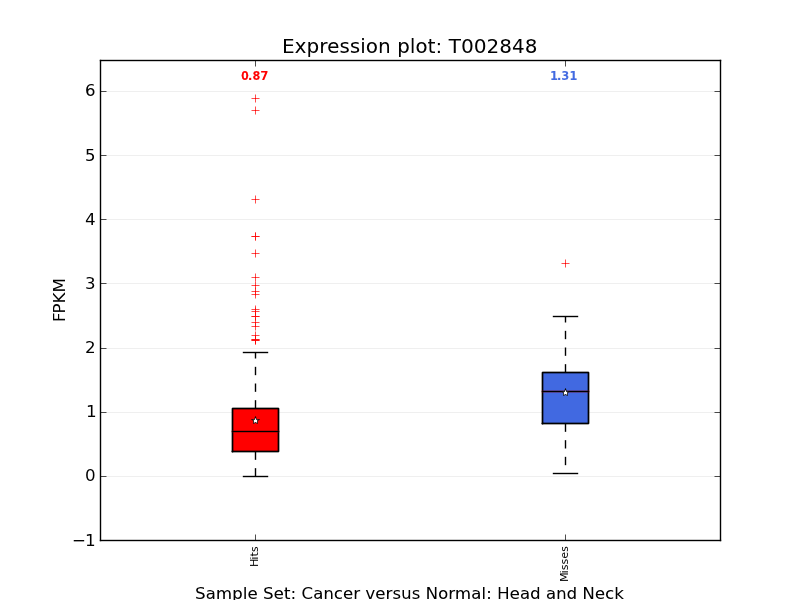 Expression plot: T002848
0.87
1.31
6
5
4
3
2
1
0
−1
FPKM
Hits
Misses
Sample Set: Cancer versus Normal: Head and Neck